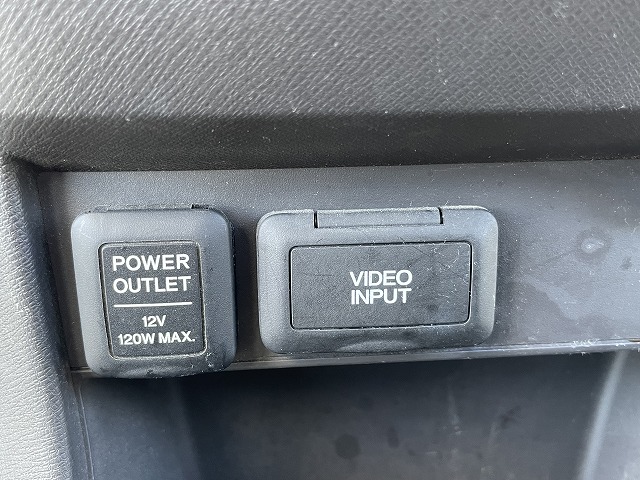 POWER
OUTLET
12V
120W MAX.
VIDEO
INPUT